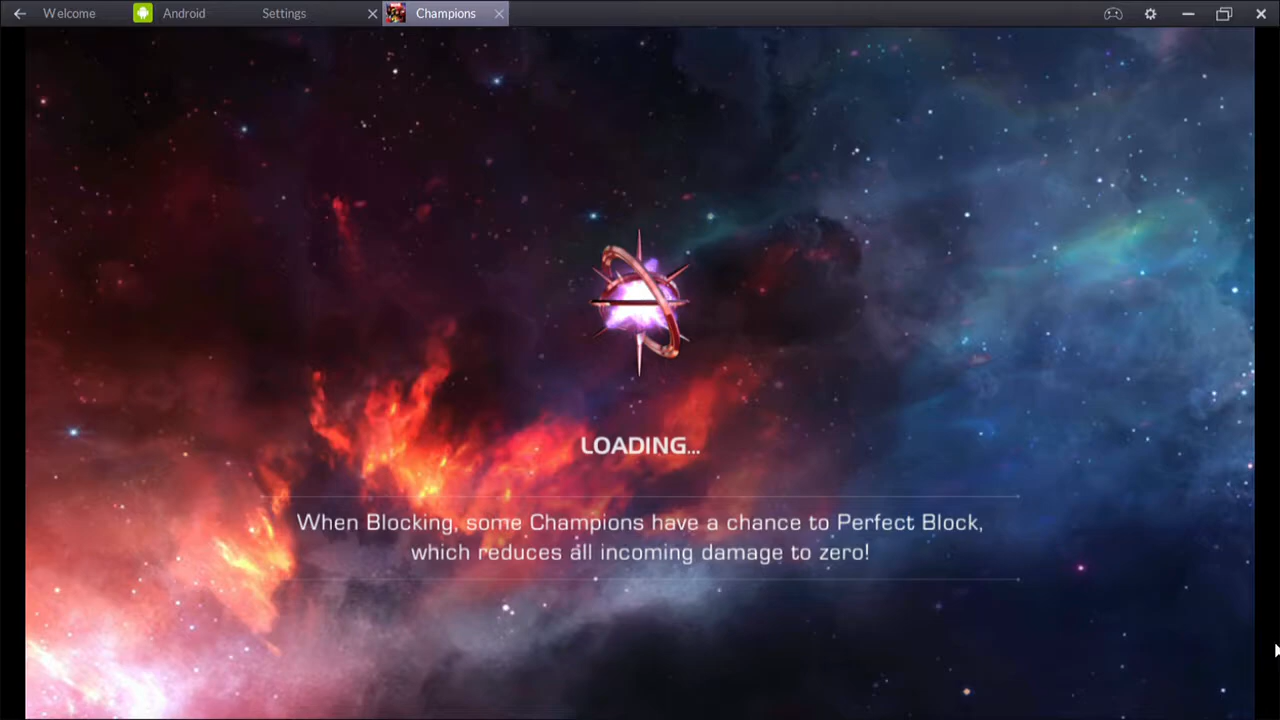 Welcome Android Settings Champions
LOADING...
When Blocking, some Champions have a chance to Perfect Block,
which reduces all incoming damage to zero!